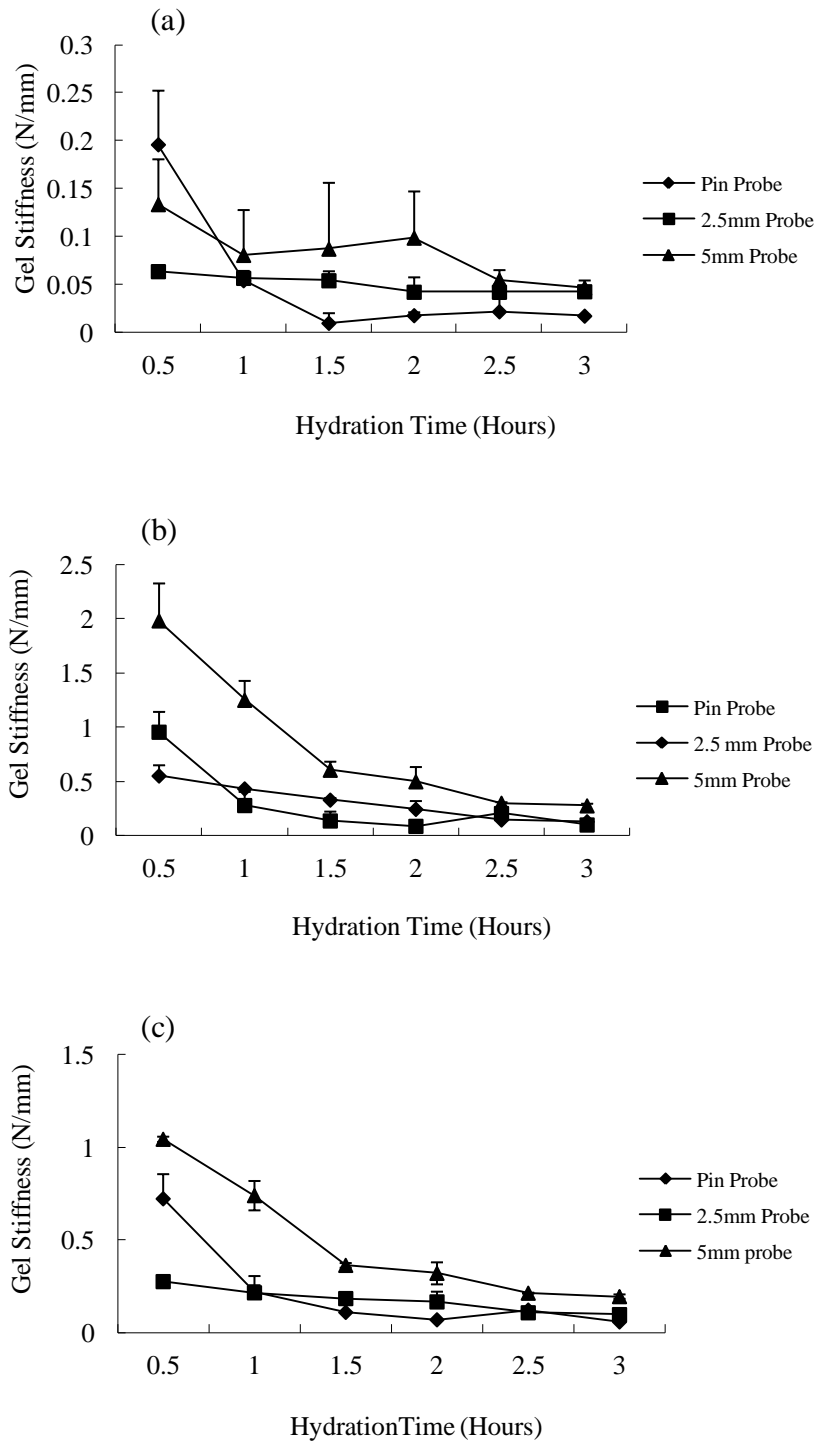 (a)
Gel Stiffness (N/mm)
0.3
0.25
0.2
0.15
0.1
0.05
0
0.5 1 1.5 2 2.5 3
Hydration Time (Hours)
Pin Probe
2.5mm Probe
5mm Probe
(b)
Gel Stiffness (N/mm)
2.5
2
1.5
1
0.5
0
0.5 1 1.5 2 2.5 3
Hydration Time (Hours)
Pin Probe
2.5 mm Probe
5mm Probe
(c)
Gel Stiffness (N/mm)
1.5
1
0.5
0
0.5 1 1.5 2 2.5 3
HydrationTime (Hours)
Pin Probe
2.5mm Probe
5mm probe